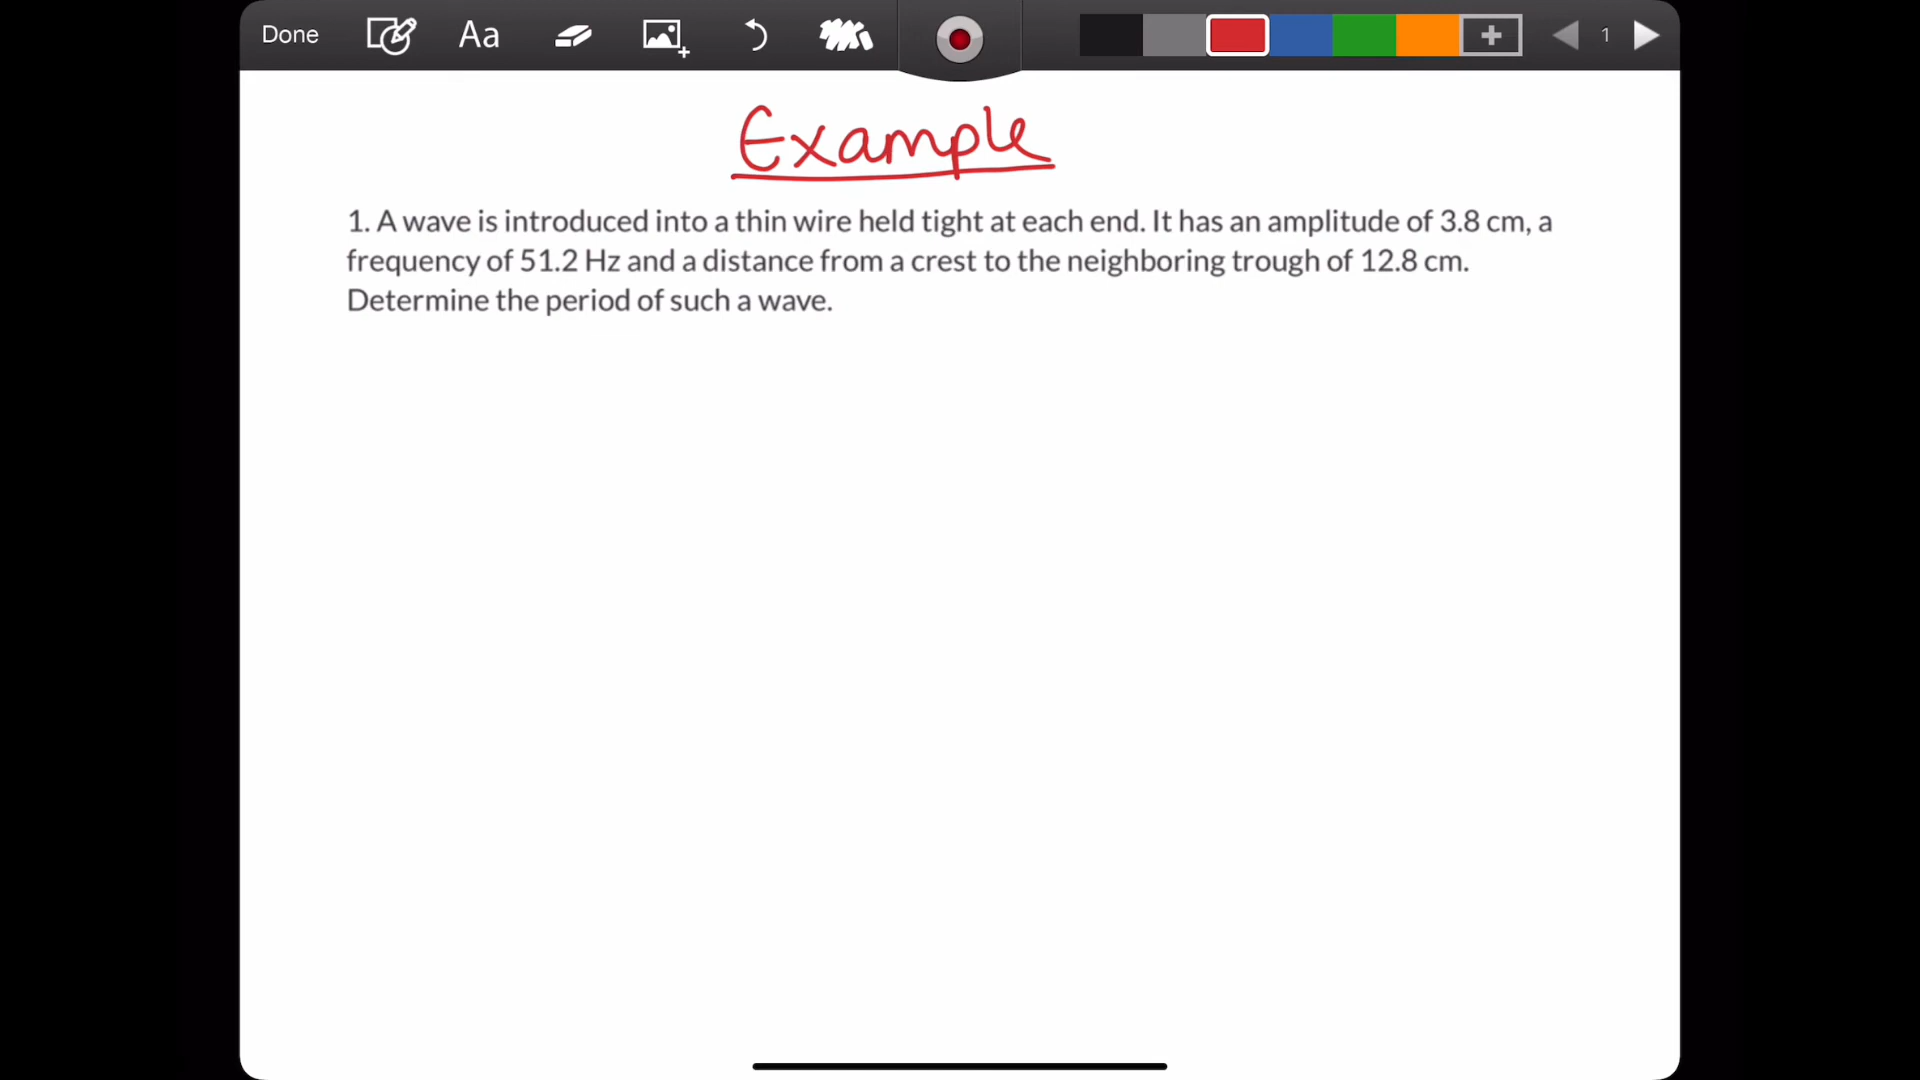 Done
Aa
1
Example
1. A wave is introduced into a thin wire held tight at each end. It has an amplitude of 3.8 cm, a
frequency of 51.2 Hz and a distance from a crest to the neighboring trough of 12.8 cm.
Determine the period of such a wave.